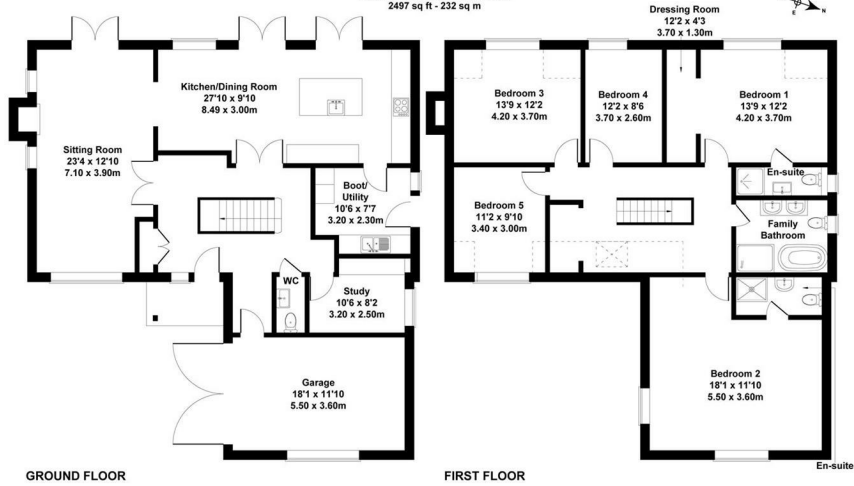 2497 sq ft - 232 sq m
E
N
Dressing Room
12'2 x 4'3
3.70 x 1.30m
Kitchen/Dining Room
27'10 x 9'10
8.49 x 3.00m
Sitting Room
23'4 x 12'10
7.10 x 3.90m
Boot/
Utility
10'6 x 7'7
3.20 x 2.30m
WC
Study
10'6 x 8'2
3.20 x 2.50m
Garage
18'1 x 11'10
5.50 x 3.60m
GROUND FLOOR
Bedroom 3
13'9 x 12'2
4.20 x 3.70m
Bedroom 4
12'2 x 8'6
3.70 x 2.60m
Bedroom 1
13'9 x 12'2
4.20 x 3.70m
En-suite
Bedroom 5
11'2 x 9'10
3.40 x 3.00m
Family
Bathroom
Bedroom 2
18'1 x 11'10
5.50 x 3.60m
En-suite
FIRST FLOOR